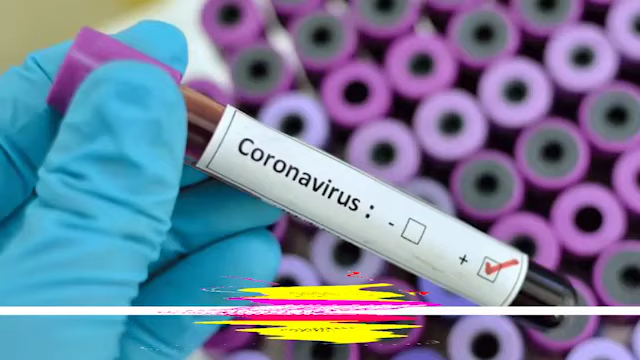 Coronavirus : - ☐
+ ☑